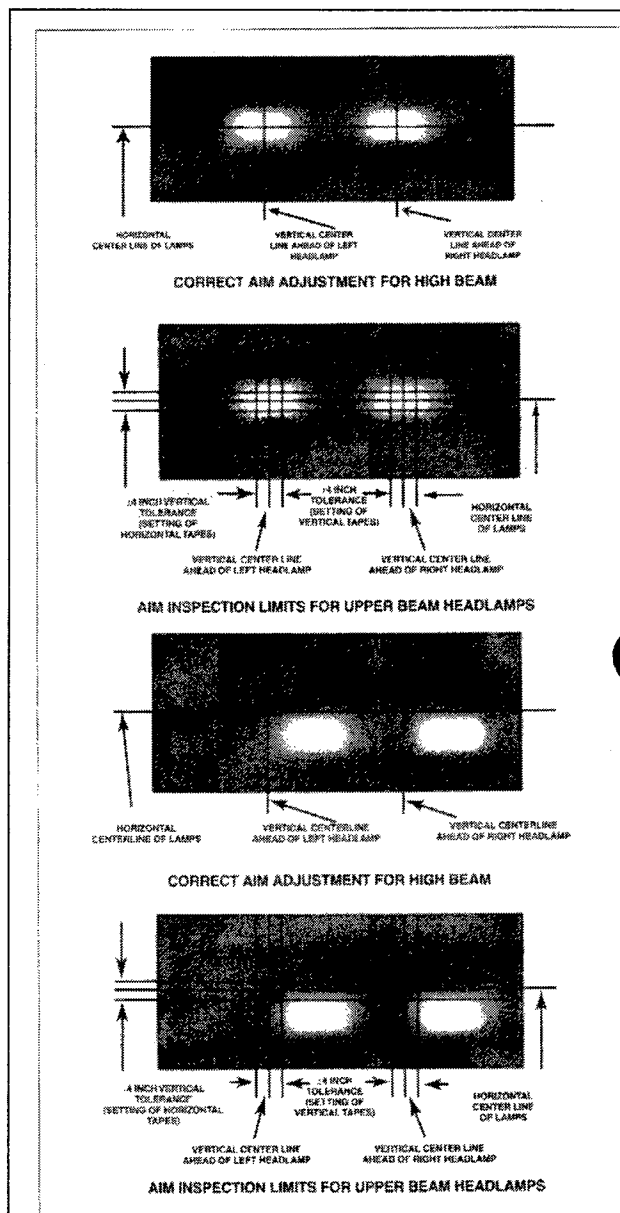 HORIZONTAL
CENTER LINE OF LAMPS
VERTICAL CENTER
LINE AHEAD OF LEFT
HEADLAMP
VERTICAL CENTER
LINE AHEAD OF
RIGHT HEADLAMP
CORRECT AIM ADJUSTMENT FOR HIGH BEAM
±4 INCH VERTICAL
TOLERANCE
(SETTING OF
HORIZONTAL TAPES)
±4 INCH
TOLERANCE
(SETTING OF
VERTICAL TAPES)
HORIZONTAL
CENTER LINE
OF LAMPS
VERTICAL CENTER LINE
AHEAD OF LEFT HEADLAMP
VERTICAL CENTER LINE
AHEAD OF RIGHT HEADLAMP
AIM INSPECTION LIMITS FOR UPPER BEAM HEADLAMPS
HORIZONTAL
CENTERLINE OF LAMPS
VERTICAL CENTERLINE
AHEAD OF LEFT HEADLAMP
VERTICAL CENTERLINE
AHEAD OF RIGHT HEADLAMP
CORRECT AIM ADJUSTMENT FOR HIGH BEAM
±4 INCH VERTICAL
TOLERANCE
(SETTING OF HORIZONTAL
TAPES)
±4 INCH
TOLERANCE
(SETTING OF
VERTICAL TAPES)
HORIZONTAL
CENTER LINE
OF LAMPS
VERTICAL CENTER LINE
AHEAD OF LEFT HEADLAMP
VERTICAL CENTER LINE
AHEAD OF RIGHT HEADLAMP
AIM INSPECTION LIMITS FOR UPPER BEAM HEADLAMPS